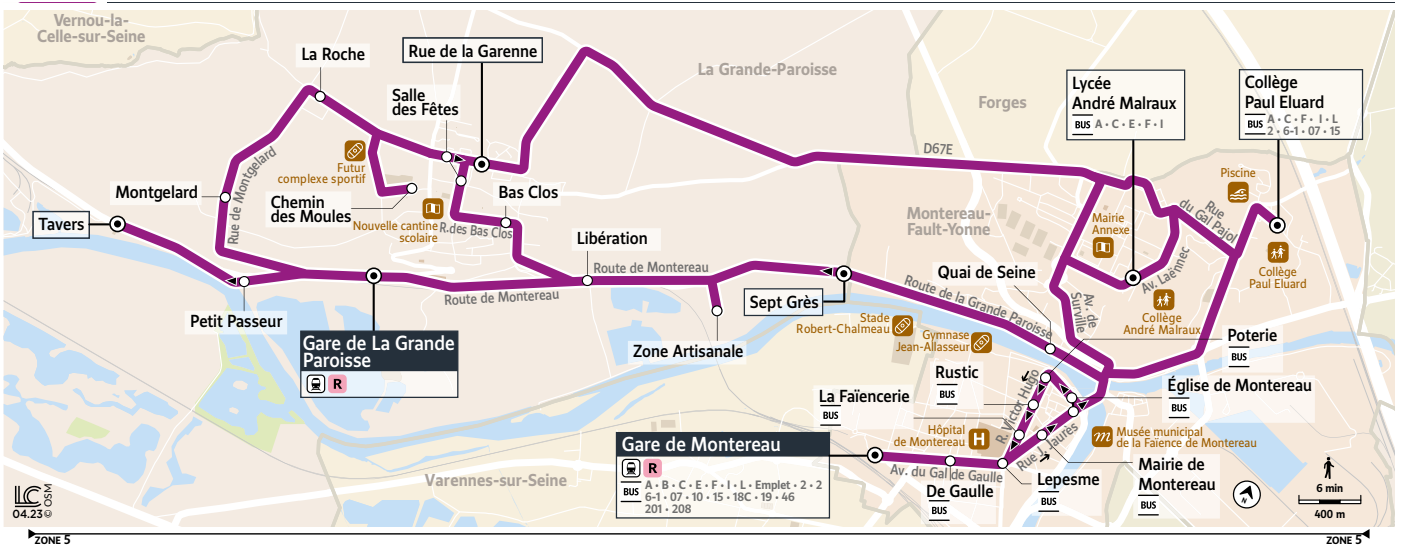 Vernou-la-
Celle-sur-Seine
La Roche
Rue de la Garenne
La Grande-Paroisse
Salle
des Fêtes
Forges
Lycée
André Malraux
BUS A • C • E • F • I
Collège
Paul Eluard
BUS A • C • F • I • L
2 • 6-1 • 07 • 15
D67E
Futur
complexe sportif
Rue de Montgelard
Montgelard
Chemin
des Moules
Bas Clos
Nouvelle cantine
scolaire
R.des Bas Clos
Piscine
Rue
du Gal Pajol
Mairie
Annexe
Montereau-
Fault-Yonne
Tavers
Libération
Route de Montereau
Route de Montereau
Quai de Seine
Av. Laënnec
Collège
Paul Eluard
Sept Grès
Route de la Grande Paroisse
Av. de
Surville
Collège
André Malraux
Petit Passeur
Gare de La Grande
Paroisse
R
Stade
Robert-Chalmeau
Gymnase
Jean-Allasseur
Zone Artisanale
Poterie
BUS
Rustic
BUS
La Faïencerie
BUS
R. Victor Hugo
Église de Montereau
BUS
Hôpital
de Montereau
H
Rue J. Jaurès
m
Musée municipal
de la Faïence de Montereau
Gare de Montereau
R
BUS A • B • C • E • F • I • L • Emplet • 2 • 2
6-1 • 07 • 10 • 15 • 18C • 19 • 46
201 • 208
Av. du Gal de Gaulle
De Gaulle
BUS
Lepesme
BUS
Mairie de
Montereau
BUS
Varennes-sur-Seine
LC
04.23 © OSM
N
6 min
400 m
ZONE 5
ZONE 5